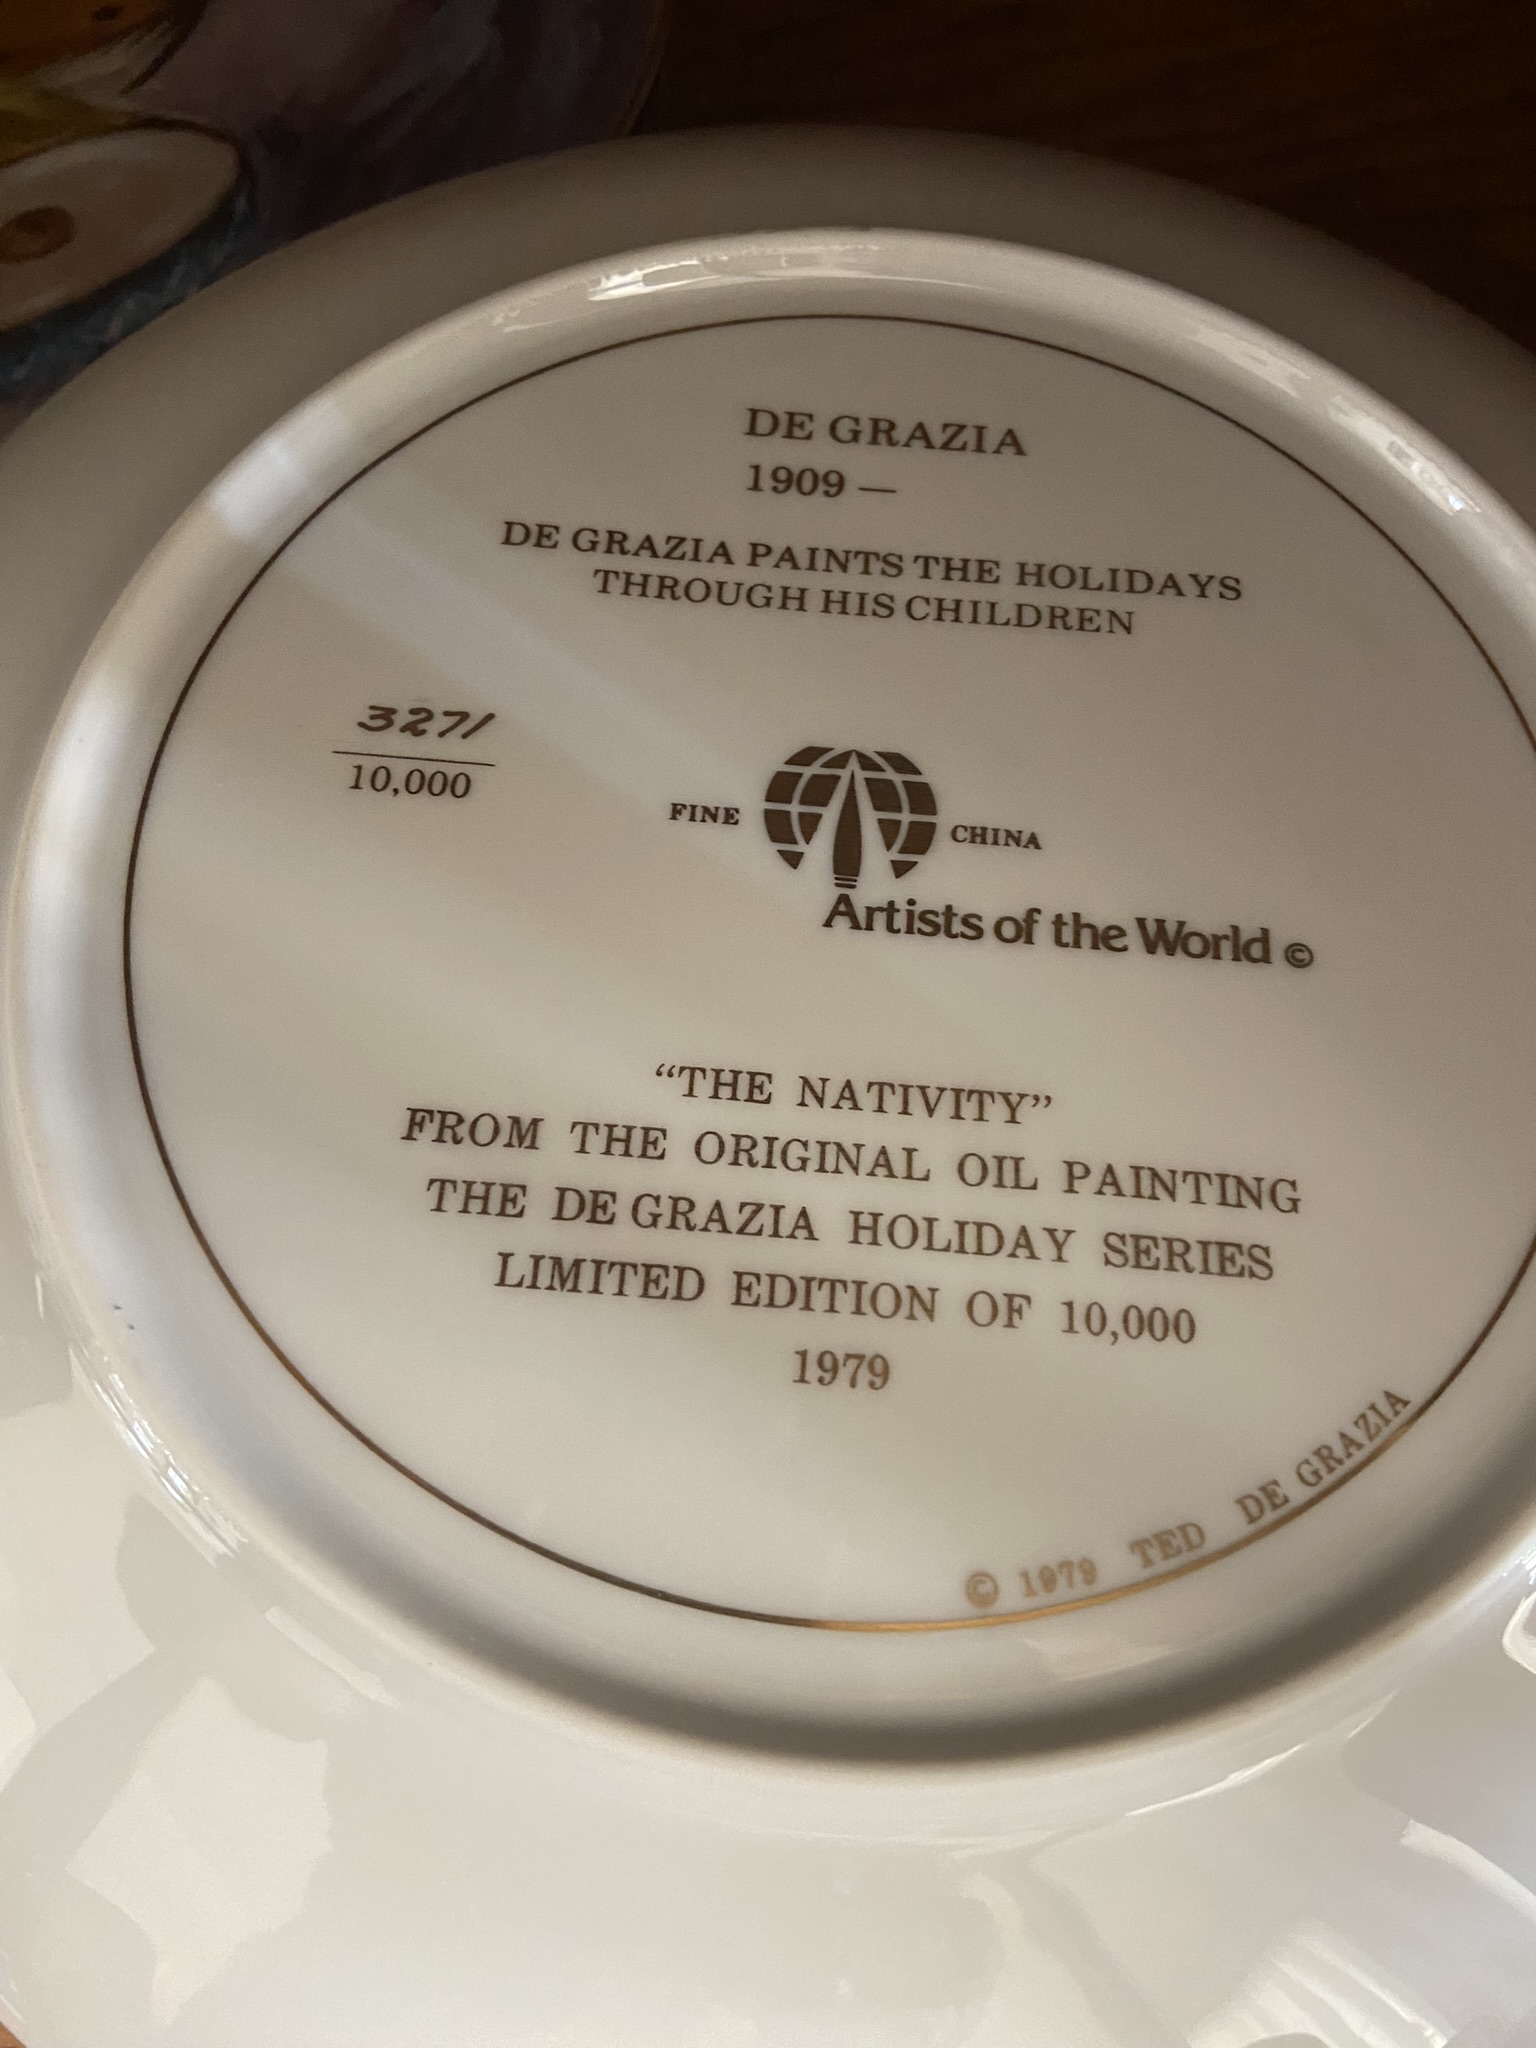 DE GRAZIA
1909 —
DE GRAZIA PAINTS THE HOLIDAYS
THROUGH HIS CHILDREN
3271
10,000
FINE CHINA
Artists of the World ©
“THE NATIVITY”
FROM THE ORIGINAL OIL PAINTING
THE DE GRAZIA HOLIDAY SERIES
LIMITED EDITION OF 10,000
1979
© 1979 TED DE GRAZIA